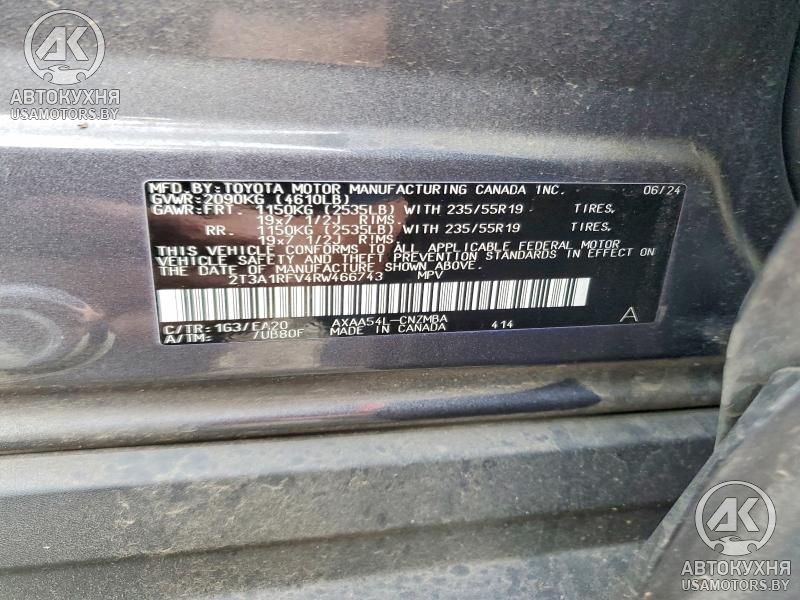 AK
АВТОКУХНЯ
USAMOTORS.BY
MFD.BY:TOYOTA MOTOR MANUFACTURING CANADA INC. 06/24
GVWR:2090KG (4610LB)
GAWR:FRT. 1150KG (2535LB) WITH 235/55R19 TIRES,
19x7 1/2J RIMS.
RR. 1150KG (2535LB) WITH 235/55R19 TIRES,
19x7 1/2J RIMS.
THIS VEHICLE CONFORMS TO ALL APPLICABLE FEDERAL MOTOR
VEHICLE SAFETY AND THEFT PREVENTION STANDARDS IN EFFECT ON
THE DATE OF MANUFACTURE SHOWN ABOVE.
2T3A1RFV4RW466743 MPV
C/TR:1G3/EA20 AXAA54L-CNZMBA 414 A
A/TM: /UB80F MADE IN CANADA
AK
АВТОКУХНЯ
USAMOTORS.BY